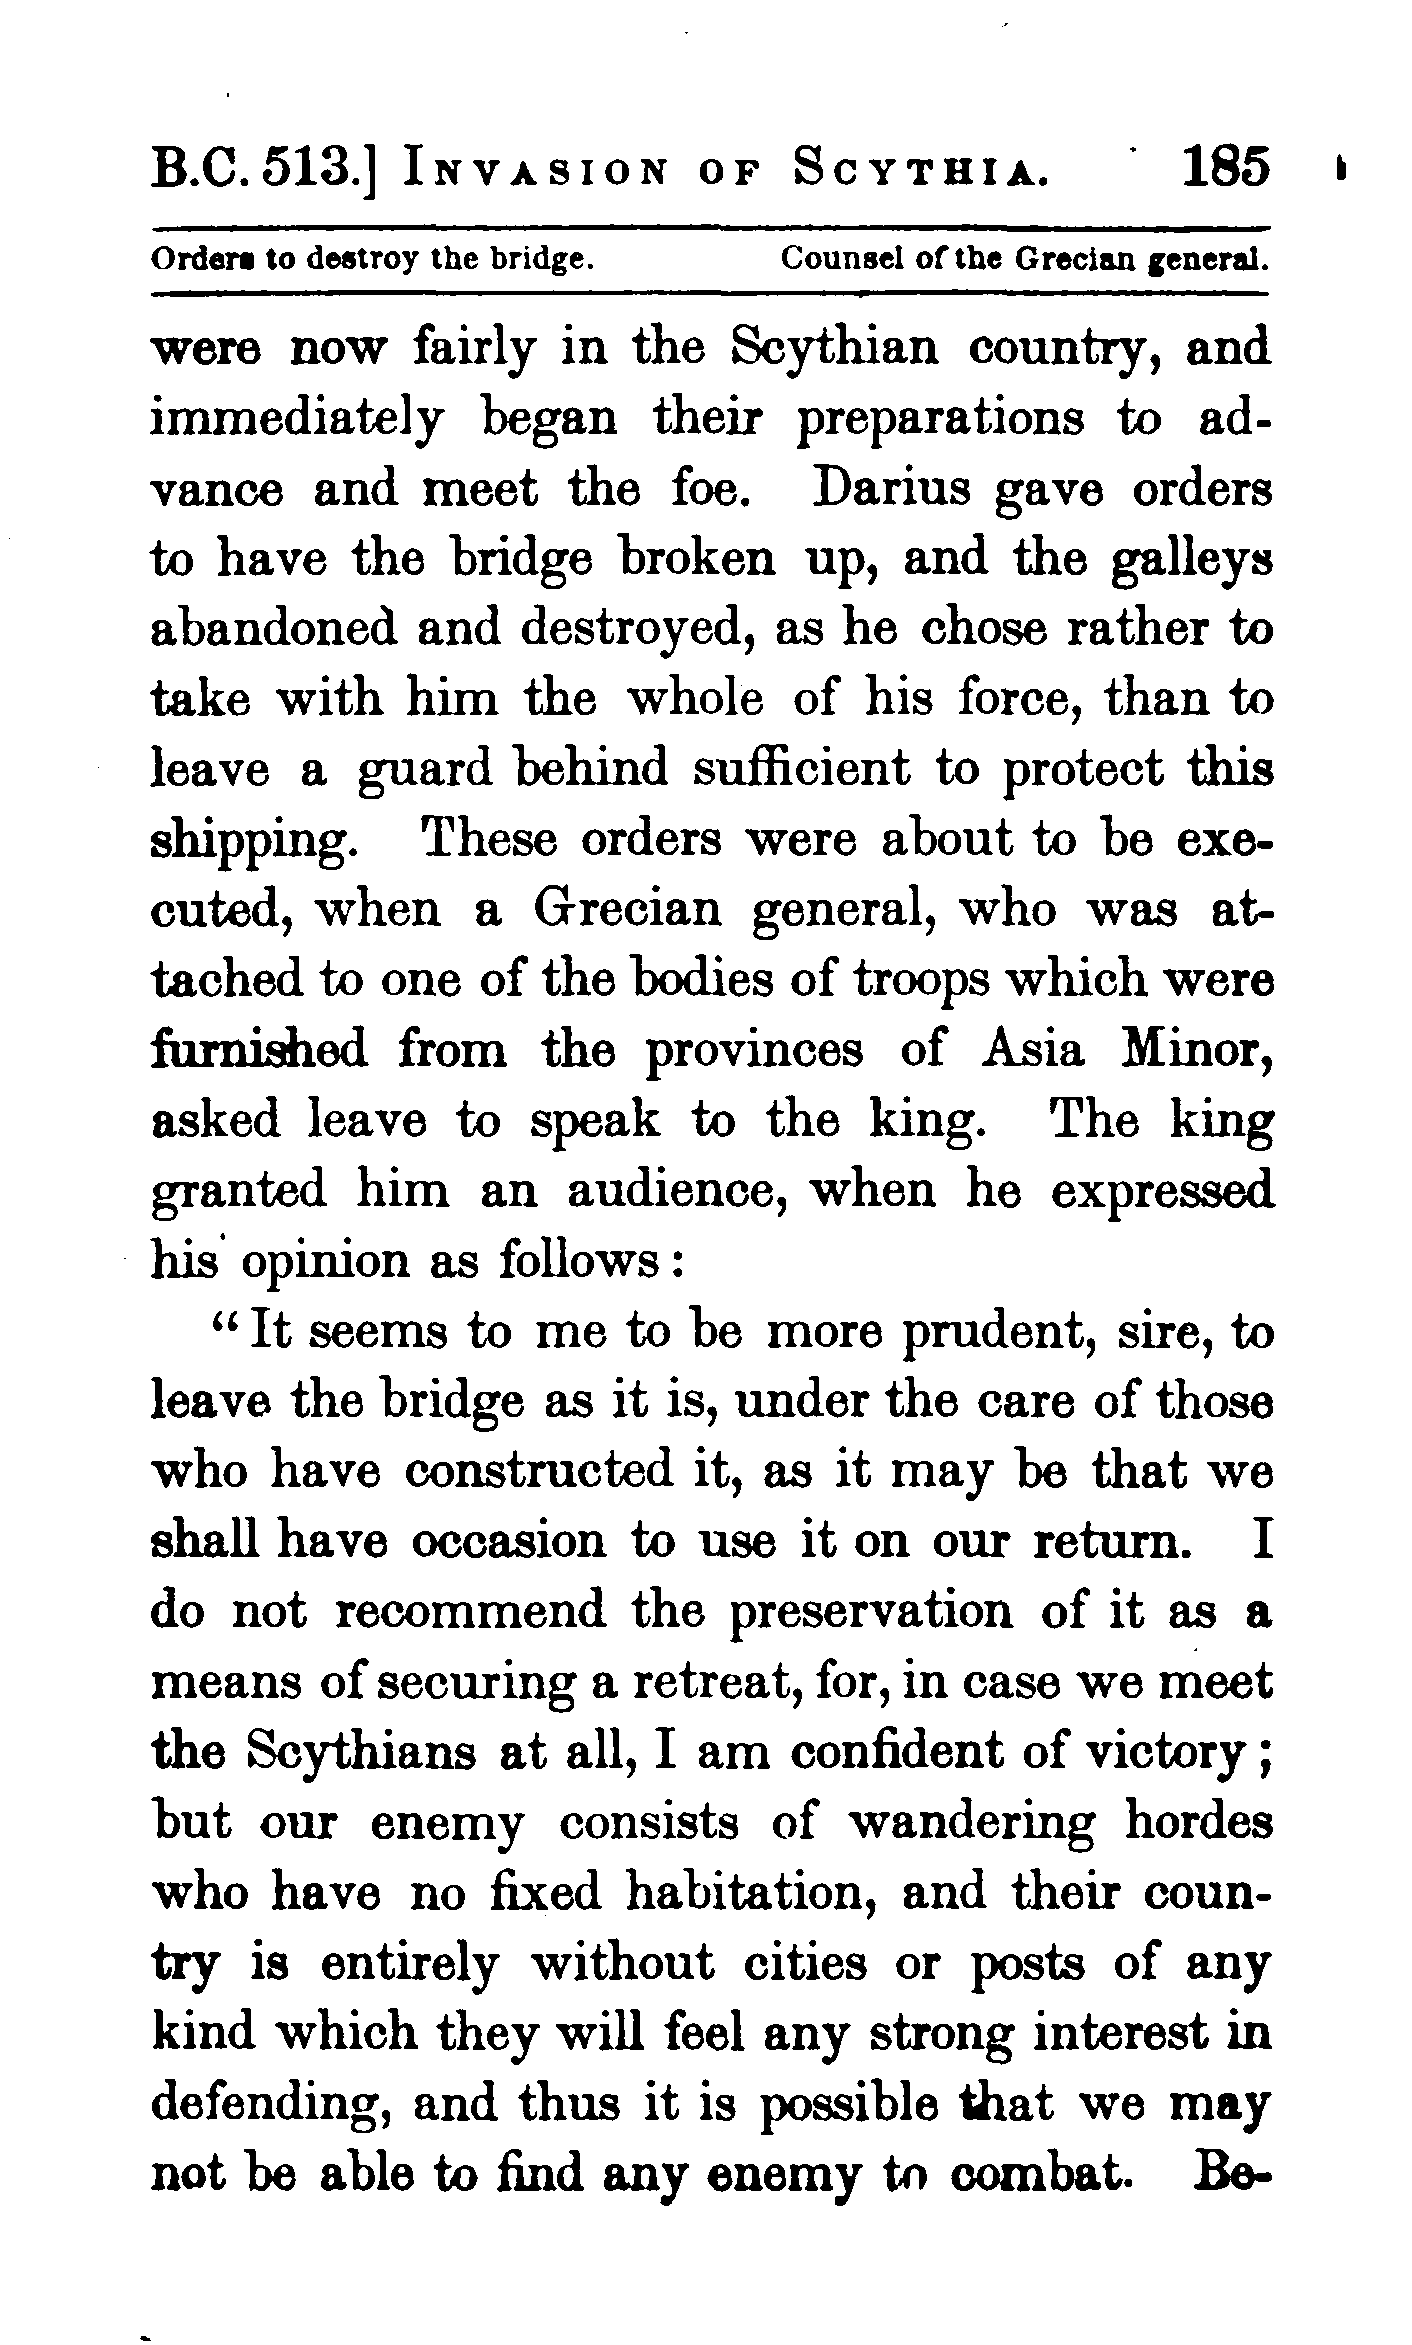 B.C. 513.] INVASION OF SCYTHIA. 185
Orders to destroy the bridge. Counsel of the Grecian general.
were now fairly in the Scythian country, and
immediately began their preparations to ad-
vance and meet the foe. Darius gave orders
to have the bridge broken up, and the galleys
abandoned and destroyed, as he chose rather to
take with him the whole of his force, than to
leave a guard behind sufficient to protect this
shipping. These orders were about to be exe-
cuted, when a Grecian general, who was at-
tached to one of the bodies of troops which were
furnished from the provinces of Asia Minor,
asked leave to speak to the king. The king
granted him an audience, when he expressed
his opinion as follows:
"It seems to me to be more prudent, sire, to
leave the bridge as it is, under the care of those
who have constructed it, as it may be that we
shall have occasion to use it on our return. I
do not recommend the preservation of it as a
means of securing a retreat, for, in case we meet
the Scythians at all, I am confident of victory;
but our enemy consists of wandering hordes
who have no fixed habitation, and their coun-
try is entirely without cities or posts of any
kind which they will feel any strong interest in
defending, and thus it is possible that we may
not be able to find any enemy to combat. Be-